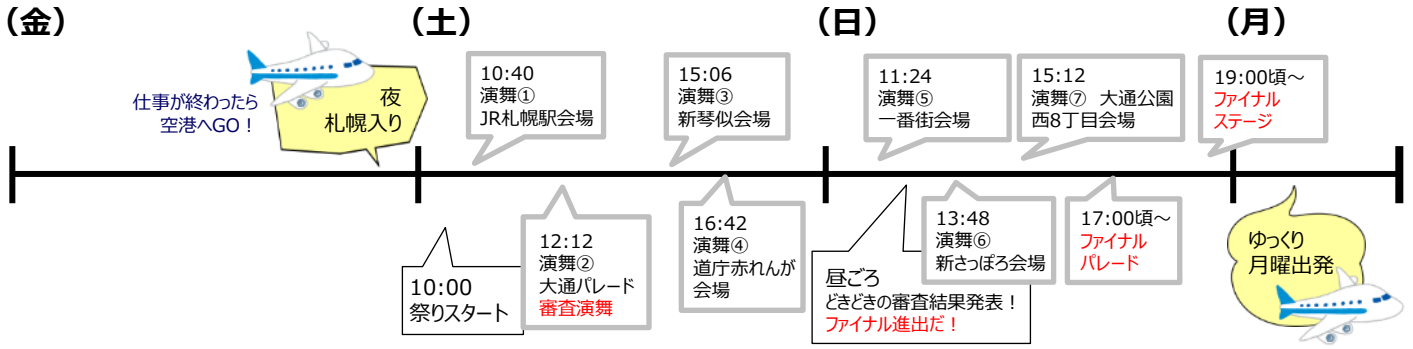 （金）
（土）
（日）
（月）
仕事が終わったら
空港へGO！
夜
札幌入り
10:40
演舞①
JR札幌駅会場
15:06
演舞③
新琴似会場
11:24
演舞⑤
一番街会場
15:12
演舞⑦　大通公園
西8丁目会場
19:00頃～
ファイナル
ステージ
10:00
祭りスタート
12:12
演舞②
大通パレード
審査演舞
16:42
演舞④
道庁赤れんが
会場
昼ごろ
どきどきの審査結果発表！
ファイナル進出だ！
13:48
演舞⑥
新さっぽろ会場
17:00頃～
ファイナル
パレード
ゆっくり
月曜出発